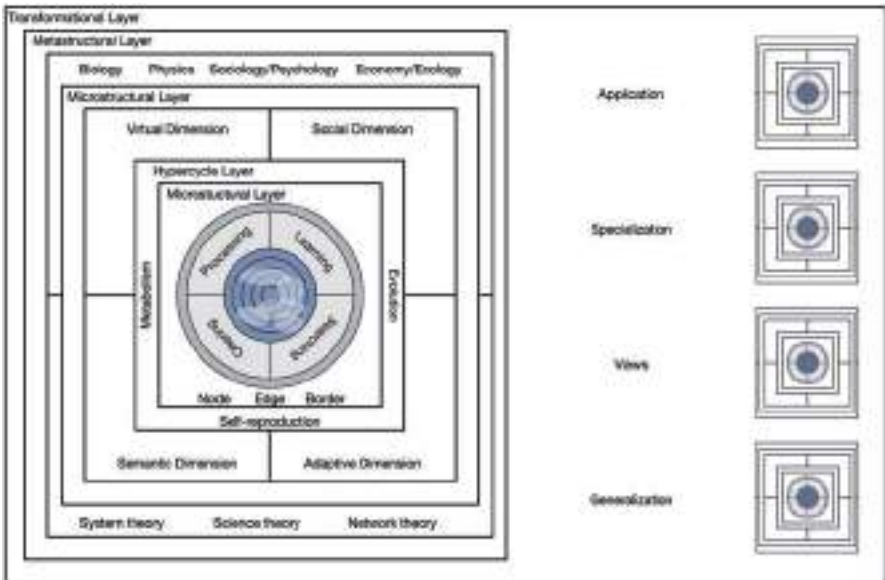 Transformational Layer
Metastructural Layer
Biology Physics Sociology/Psychology Economy/Ecology
Microstructural Layer
Virtual Dimension Social Dimension
Hypercycle Layer
Microstuctural Layer
Processing Learning
Metabolism
Evolution
Node Edge Border
Self-reproduction
Semantic Dimension Adaptive Dimension
System theory Science theory Network theory
Application
Specialization
Views
Generalization